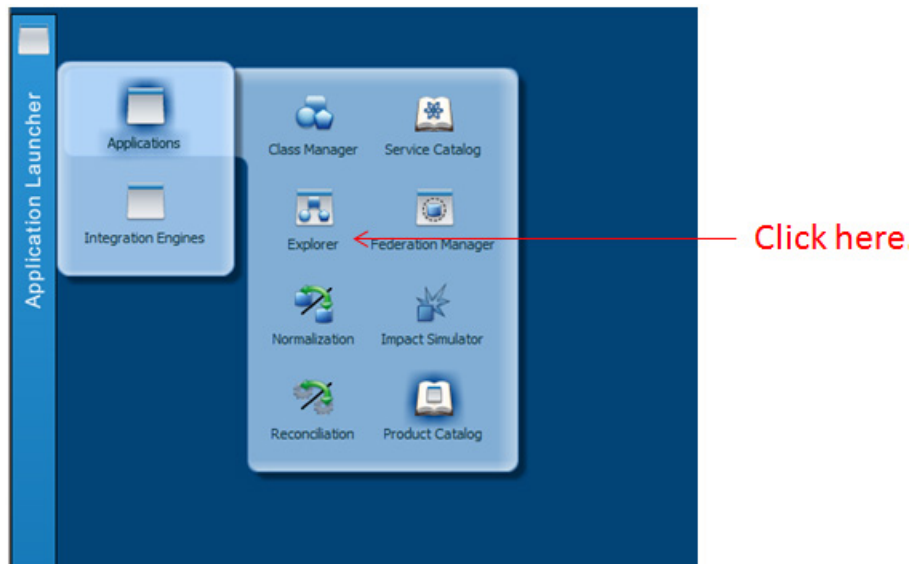 Application Launcher
Applications
Integration Engines
Class Manager
Service Catalog
Explorer
Federation Manager
Normalization
Impact Simulator
Reconciliation
Product Catalog
Click here.